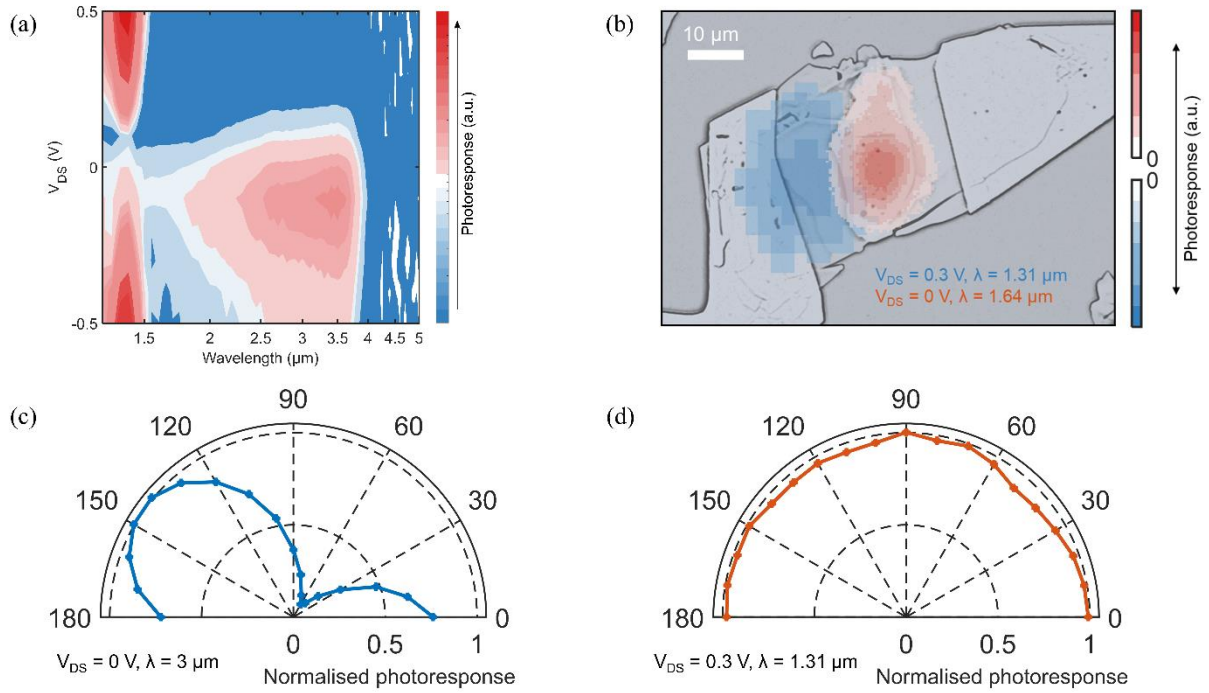 (a)
0.5
0
-0.5
V_DS (V)
1.5 2 2.5 3 3.5 4 4.5 5
Wavelength (μm)
Photoresponse (a.u.)
(b)
10 μm
V_DS = 0.3 V, λ = 1.31 μm
V_DS = 0 V, λ = 1.64 μm
0
0
Photoresponse (a.u.)
(c)
90
120 60
150 30
180 0
0 0.5 1
V_DS = 0 V, λ = 3 μm
Normalised photoresponse
(d)
90
120 60
150 30
180 0
0 0.5 1
V_DS = 0.3 V, λ = 1.31 μm
Normalised photoresponse